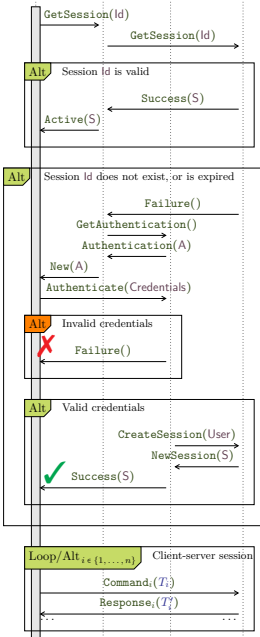 GetSession(Id)
GetSession(Id)
Alt Session Id is valid
Success(S)
Active(S)
Alt Session Id does not exist, or is expired
Failure()
GetAuthentication()
Authentication(A)
New(A)
Authenticate(Credentials)
Alt Invalid credentials
✗ Failure()
Alt Valid credentials
CreateSession(User)
NewSession(S)
✓ Success(S)
Loop/Alt i ∈ {1,...,n} Client-server session
Commandᵢ(Tᵢ)
Responseᵢ(Tᵢ′)
... ...